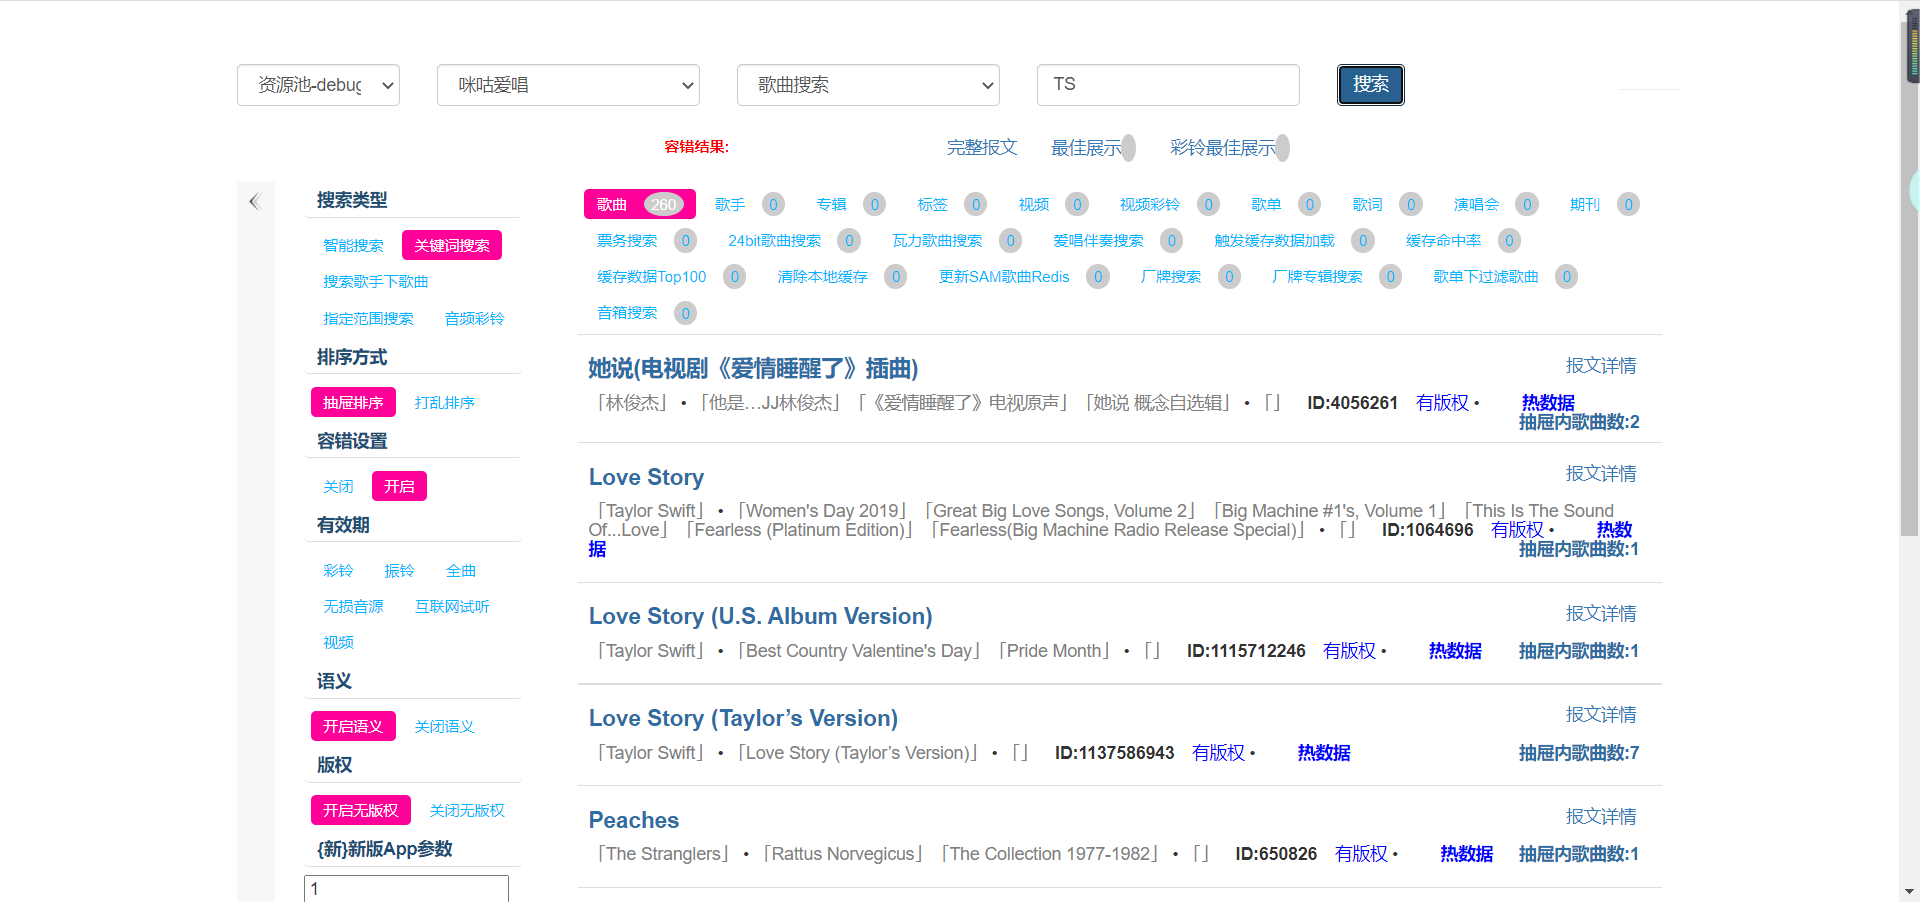 资源池-debug 咪咕爱唱 歌曲搜索 TS 搜索
容错结果: 完整报文 最佳展示 彩铃最佳展示
搜索类型
智能搜索 关键词搜索
搜索歌手下歌曲
指定范围搜索 音频彩铃
排序方式
抽屉排序 打乱排序
容错设置
关闭 开启
有效期
彩铃 振铃 全曲
无损音源 互联网试听
视频
语义
开启语义 关闭语义
版权
开启无版权 关闭无版权
{新}新版App参数
1
歌曲 260 歌手 0 专辑 0 标签 0 视频 0 视频彩铃 0 歌单 0 歌词 0 演唱会 0 期刊 0
票务搜索 0 24bit歌曲搜索 0 瓦力歌曲搜索 0 爱唱伴奏搜索 0 触发缓存数据加载 0 缓存命中率 0
缓存数据Top100 0 清除本地缓存 0 更新SAM歌曲Redis 0 厂牌搜索 0 厂牌专辑搜索 0 歌单下过滤歌曲 0
音箱搜索 0
她说(电视剧《爱情睡醒了》插曲) 报文详情
「林俊杰」 • 「他是…JJ林俊杰」 「《爱情睡醒了》电视原声」 「她说 概念自选辑」 • 「」 ID:4056261 有版权 • 热数据
抽屉内歌曲数:2
Love Story 报文详情
「Taylor Swift」 • 「Women's Day 2019」 「Great Big Love Songs, Volume 2」 「Big Machine #1's, Volume 1」 「This Is The Sound
Of...Love」 「Fearless (Platinum Edition)」 「Fearless(Big Machine Radio Release Special)」 • 「」 ID:1064696 有版权 • 热数
据 抽屉内歌曲数:1
Love Story (U.S. Album Version) 报文详情
「Taylor Swift」 • 「Best Country Valentine's Day」 「Pride Month」 • 「」 ID:1115712246 有版权 • 热数据 抽屉内歌曲数:1
Love Story (Taylor’s Version) 报文详情
「Taylor Swift」 • 「Love Story (Taylor’s Version)」 • 「」 ID:1137586943 有版权 • 热数据 抽屉内歌曲数:7
Peaches 报文详情
「The Stranglers」 • 「Rattus Norvegicus」 「The Collection 1977-1982」 • 「」 ID:650826 有版权 • 热数据 抽屉内歌曲数:1